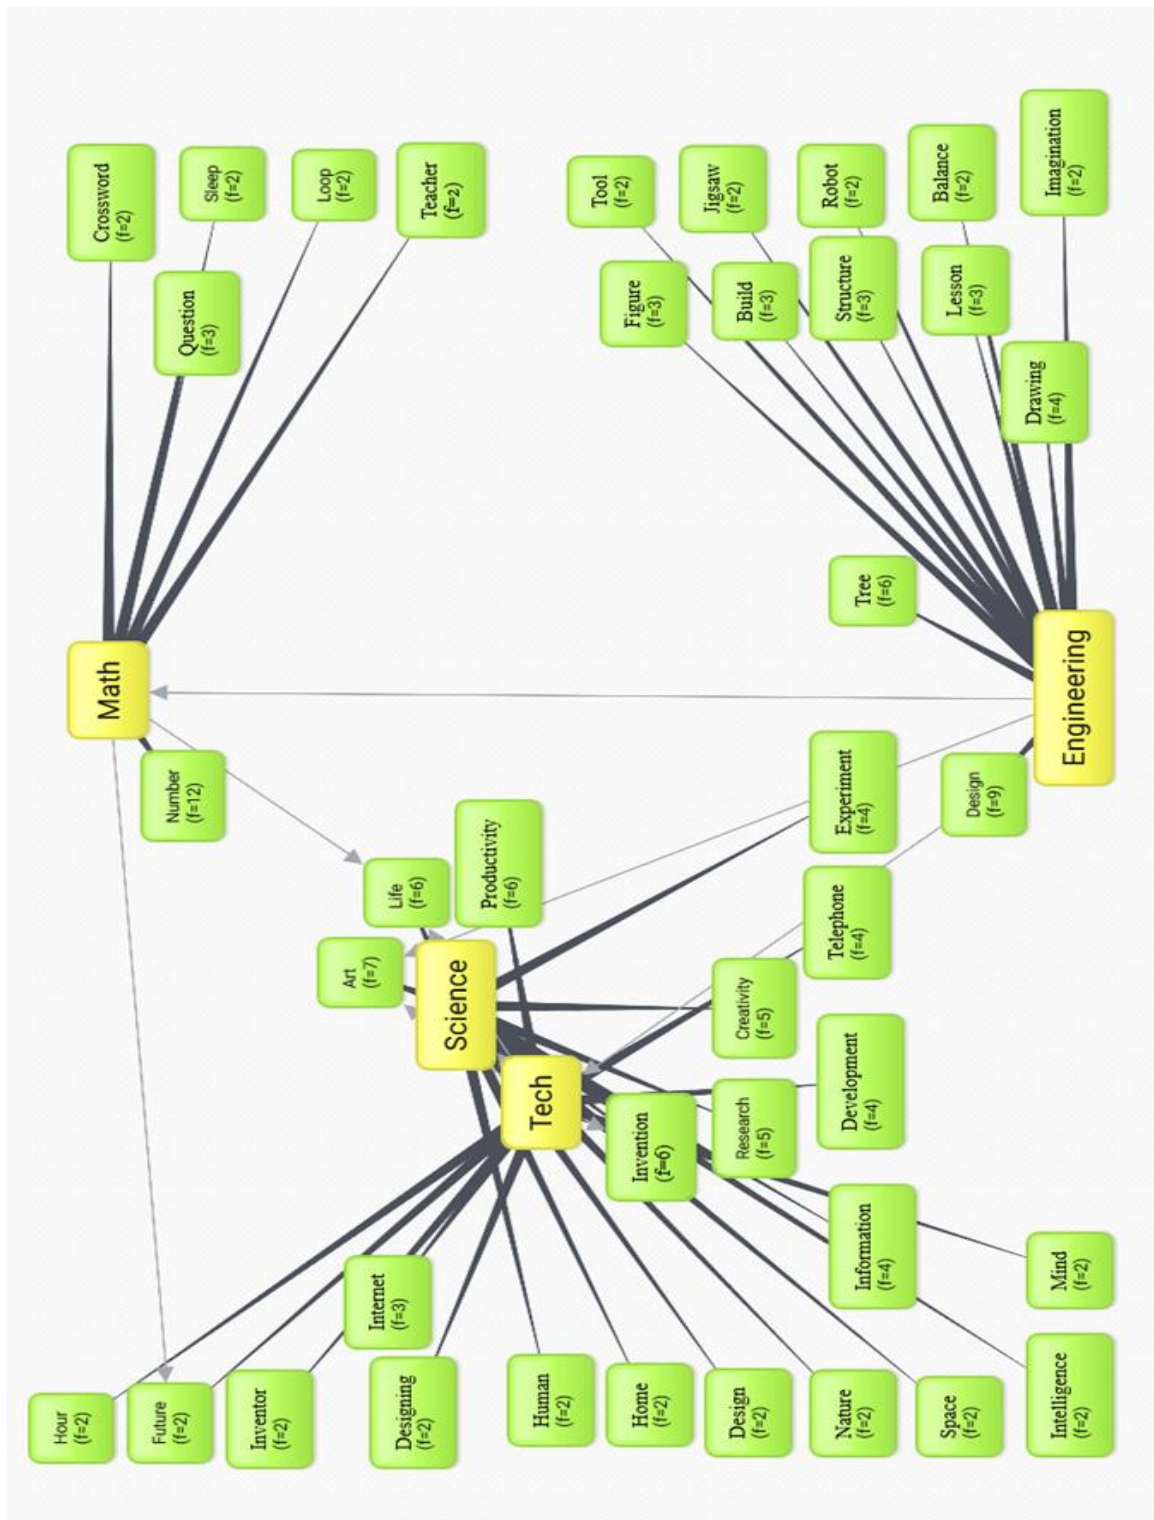 Crossword
(f=2)
Sleep
(f=2)
Loop
(f=2)
Teacher
(f=2)
Question
(f=3)
Math
Number
(f=12)
Tool
(f=2)
Jigsaw
(f=2)
Robot
(f=2)
Balance
(f=2)
Imagination
(f=2)
Figure
(f=3)
Build
(f=3)
Structure
(f=3)
Lesson
(f=3)
Drawing
(f=4)
Tree
(f=6)
Engineering
Design
(f=9)
Experiment
(f=4)
Telephone
(f=4)
Life
(f=6)
Productivity
(f=6)
Art
(f=7)
Science
Tech
Creativity
(f=5)
Development
(f=4)
Research
(f=5)
Invention
(f=6)
Information
(f=4)
Mind
(f=2)
Internet
(f=3)
Hour
(f=2)
Future
(f=2)
Inventor
(f=2)
Designing
(f=2)
Human
(f=2)
Home
(f=2)
Design
(f=2)
Nature
(f=2)
Space
(f=2)
Intelligence
(f=2)